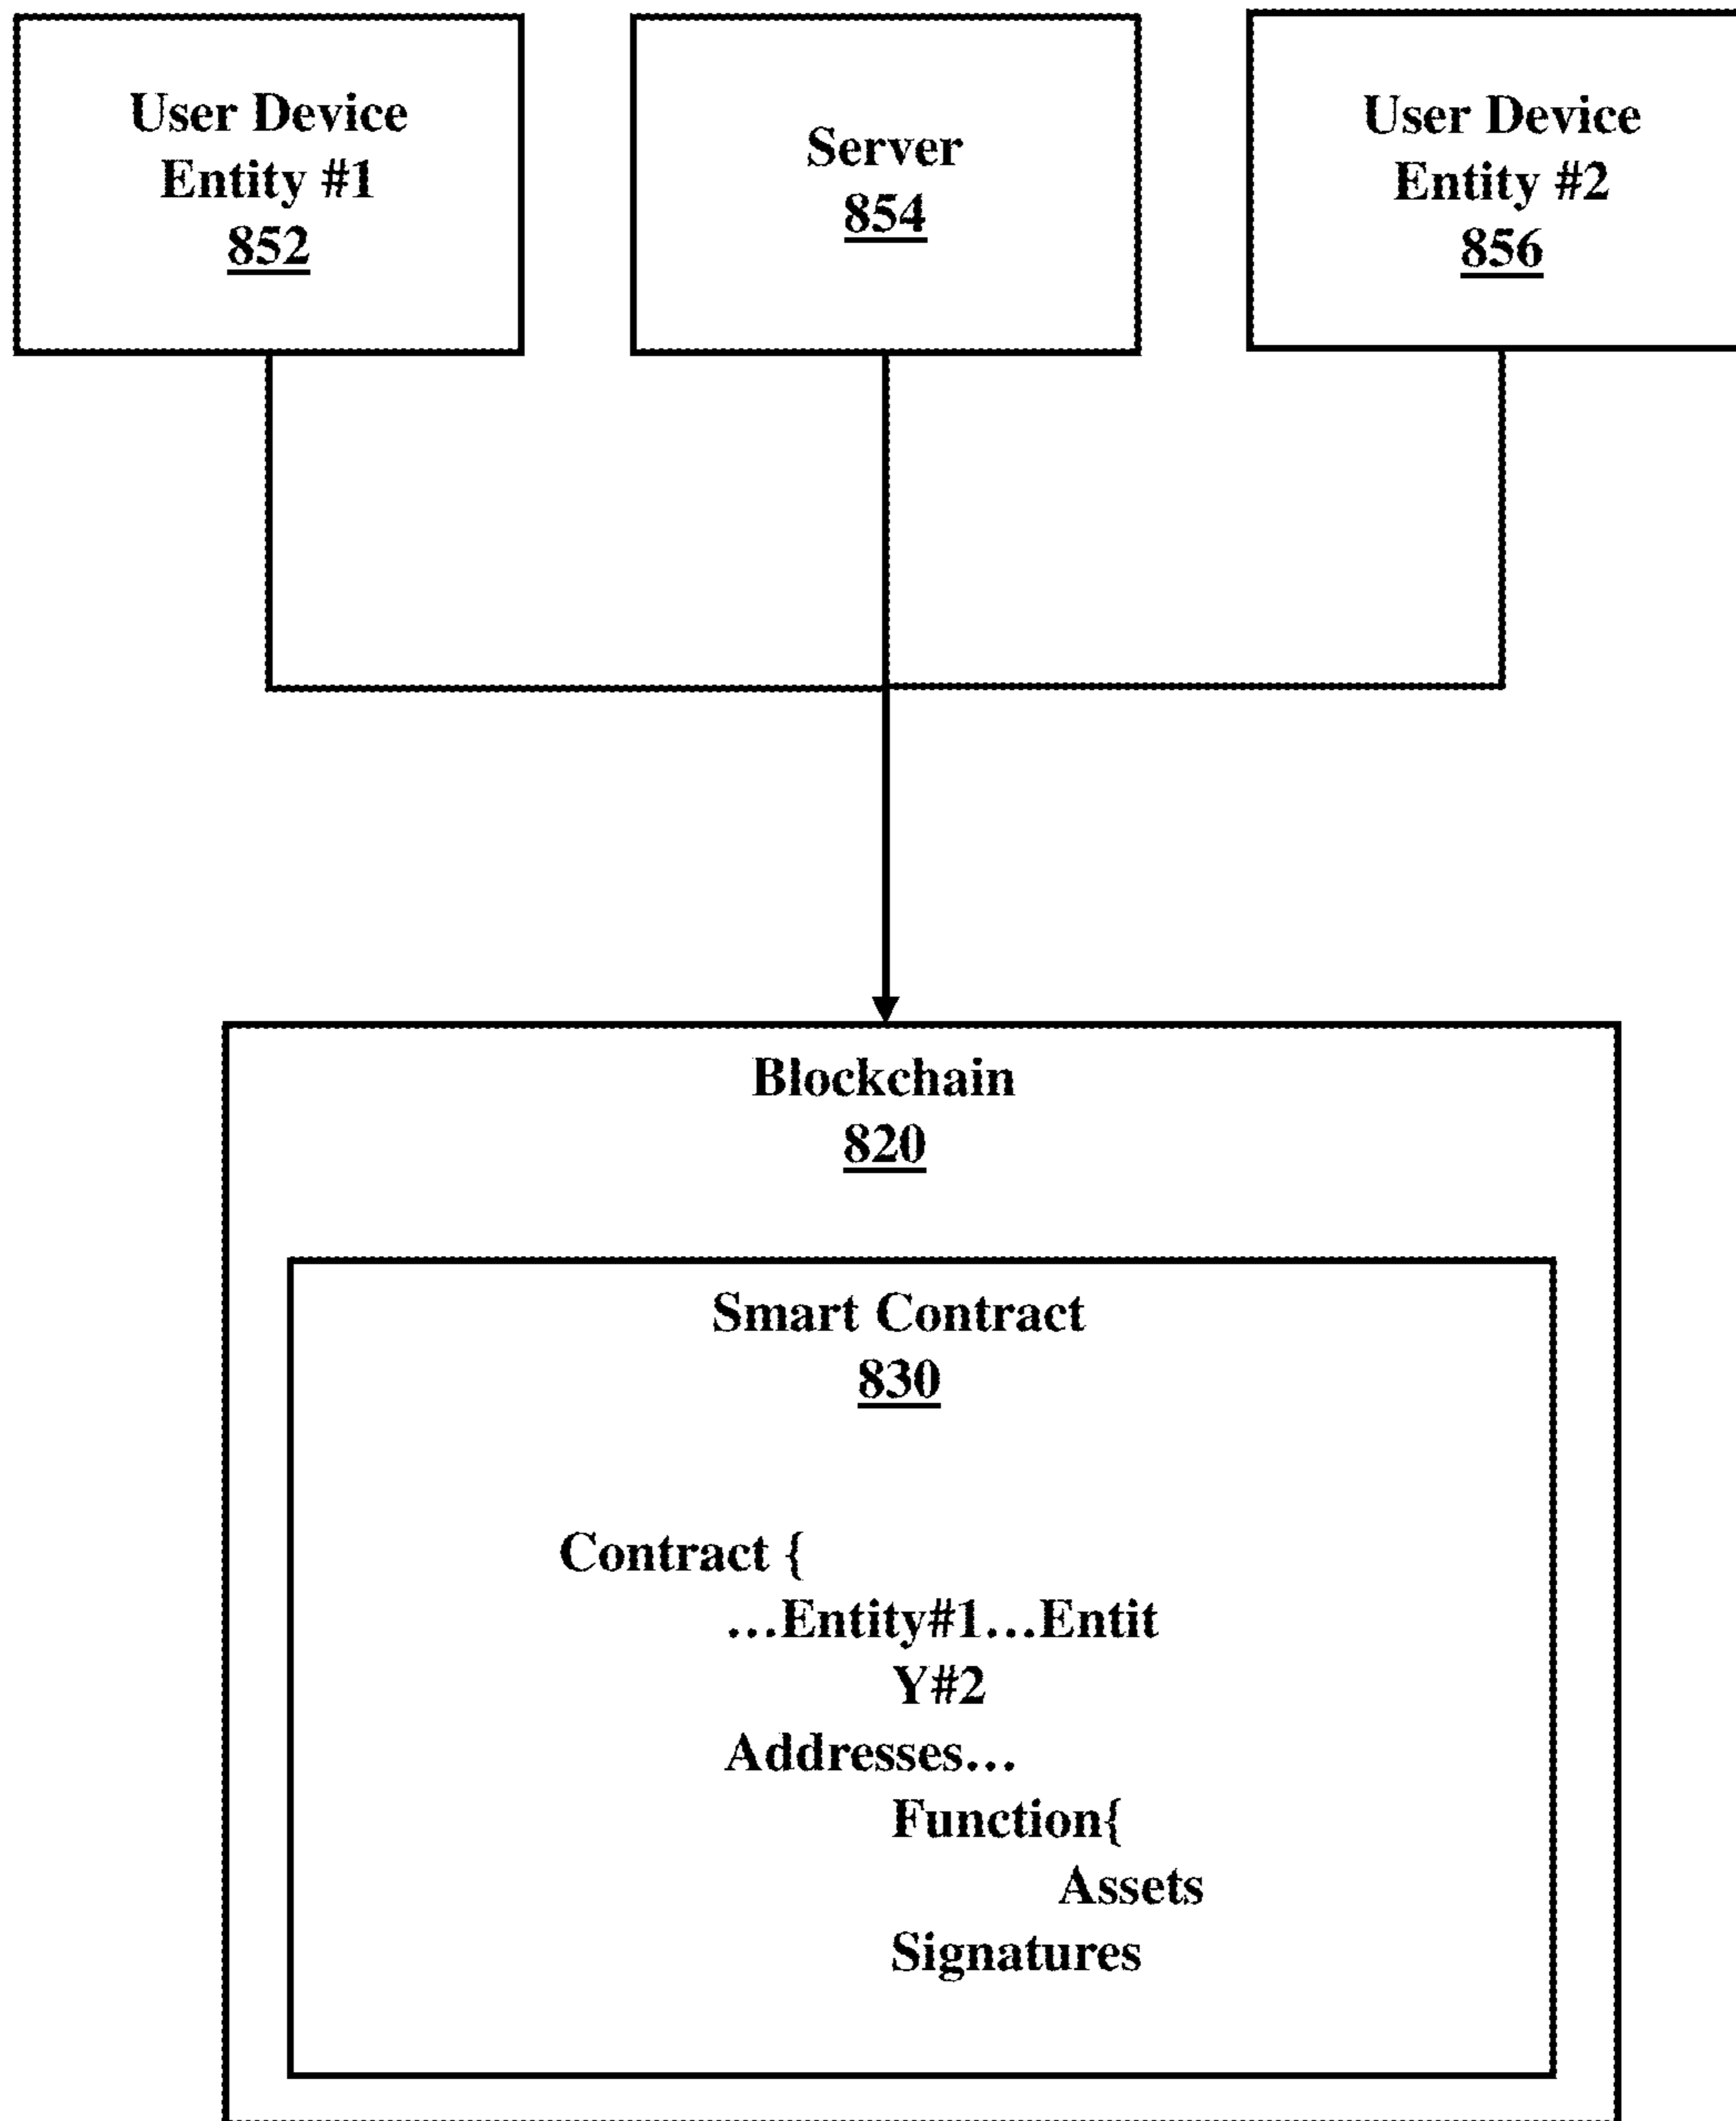 User Device
Entity #1
852
Server
854
User Device
Entity #2
856
Blockchain
820
Smart Contract
830
Contract {
…Entity#1…Entit
Y#2
Addresses…
Function{
Assets
Signatures